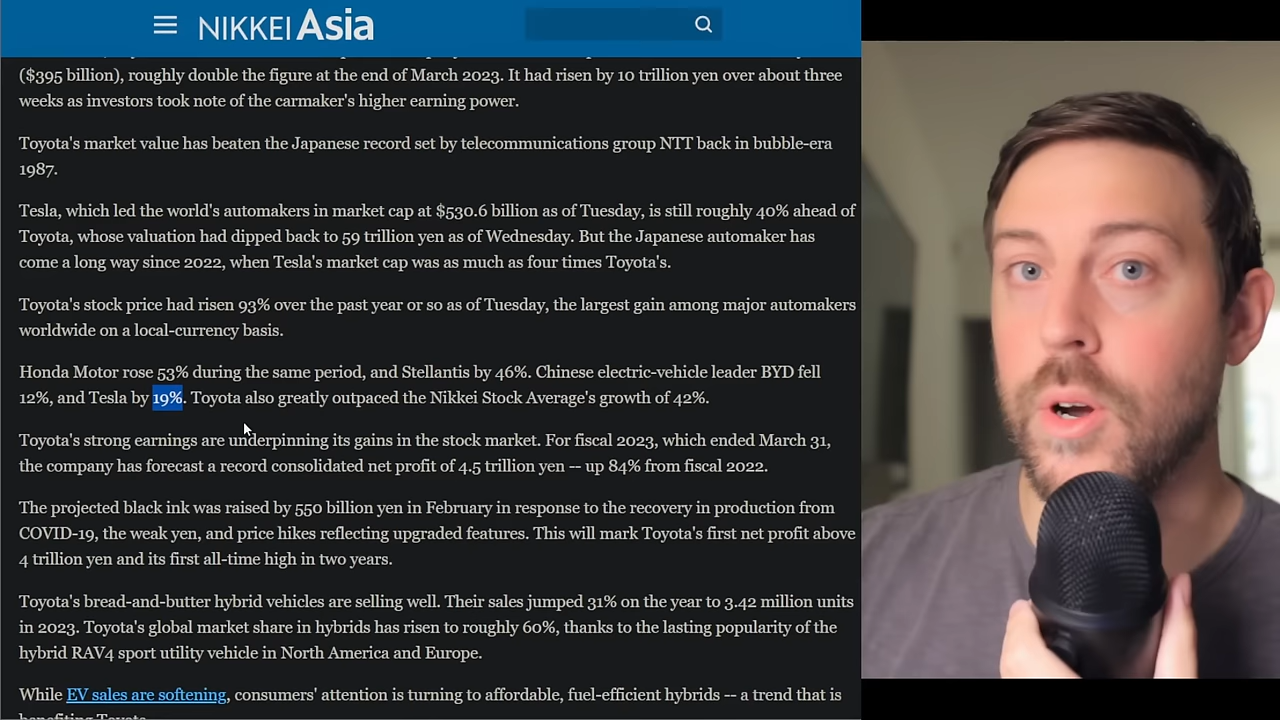 NIKKEI Asia
($395 billion), roughly double the figure at the end of March 2023. It had risen by 10 trillion yen over about three
weeks as investors took note of the carmaker's higher earning power.
Toyota's market value has beaten the Japanese record set by telecommunications group NTT back in bubble-era
1987.
Tesla, which led the world's automakers in market cap at $530.6 billion as of Tuesday, is still roughly 40% ahead of
Toyota, whose valuation had dipped back to 59 trillion yen as of Wednesday. But the Japanese automaker has
come a long way since 2022, when Tesla's market cap was as much as four times Toyota's.
Toyota's stock price had risen 93% over the past year or so as of Tuesday, the largest gain among major automakers
worldwide on a local-currency basis.
Honda Motor rose 53% during the same period, and Stellantis by 46%. Chinese electric-vehicle leader BYD fell
12%, and Tesla by 19%. Toyota also greatly outpaced the Nikkei Stock Average's growth of 42%.
Toyota's strong earnings are underpinning its gains in the stock market. For fiscal 2023, which ended March 31,
the company has forecast a record consolidated net profit of 4.5 trillion yen -- up 84% from fiscal 2022.
The projected black ink was raised by 550 billion yen in February in response to the recovery in production from
COVID-19, the weak yen, and price hikes reflecting upgraded features. This will mark Toyota's first net profit above
4 trillion yen and its first all-time high in two years.
Toyota's bread-and-butter hybrid vehicles are selling well. Their sales jumped 31% on the year to 3.42 million units
in 2023. Toyota's global market share in hybrids has risen to roughly 60%, thanks to the lasting popularity of the
hybrid RAV4 sport utility vehicle in North America and Europe.
While EV sales are softening, consumers' attention is turning to affordable, fuel-efficient hybrids -- a trend that is
benefiting Toyota.